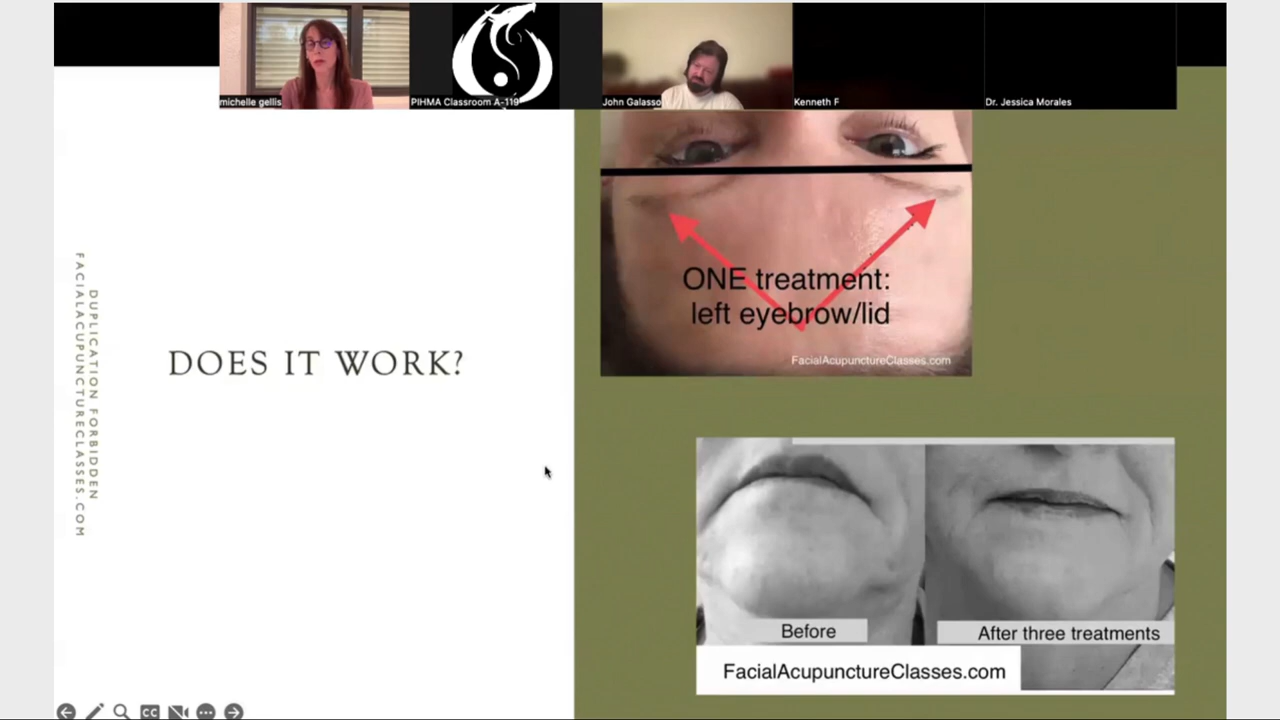 michelle gellis
PIHMA Classroom A-119
John Galasso
Kenneth F
Dr. Jessica Morales
DUPLICATION FORBIDDEN
FACIALACUPUNCTURECLASSES.COM
DOES IT WORK?
ONE treatment:
left eyebrow/lid
FacialAcupunctureClasses.com
Before
After three treatments
FacialAcupunctureClasses.com
CC